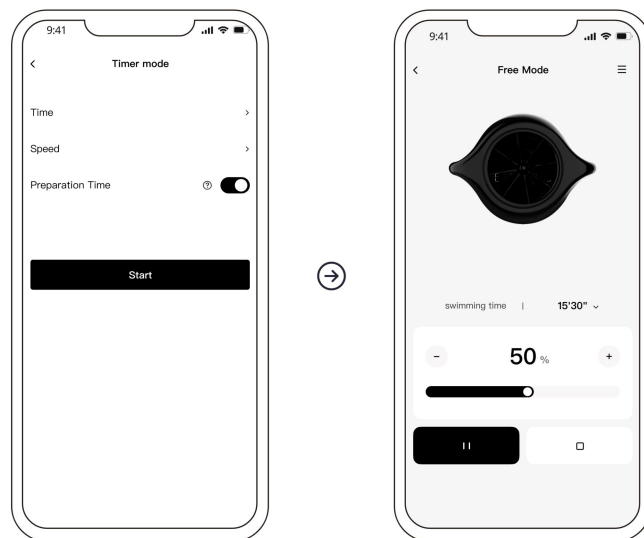 9:41
Timer mode
Time
Speed
Preparation Time
Start
9:41
Free Mode
swimming time | 15'30"
50 %